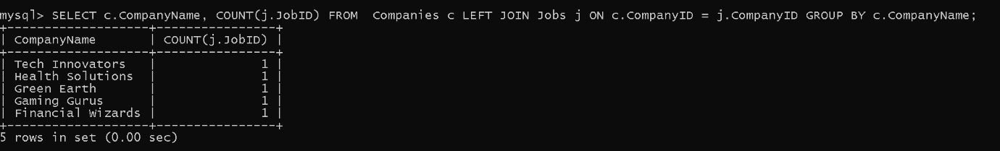 mysql> SELECT c.CompanyName, COUNT(j.JobID) FROM  Companies c LEFT JOIN Jobs j ON c.CompanyID = j.CompanyID GROUP BY c.CompanyName;
+-------------------+----------------+
| CompanyName       | COUNT(j.JobID) |
+-------------------+----------------+
| Tech Innovators   |              1 |
| Health Solutions  |              1 |
| Green Earth       |              1 |
| Gaming Gurus      |              1 |
| Financial Wizards |              1 |
+-------------------+----------------+
5 rows in set (0.00 sec)